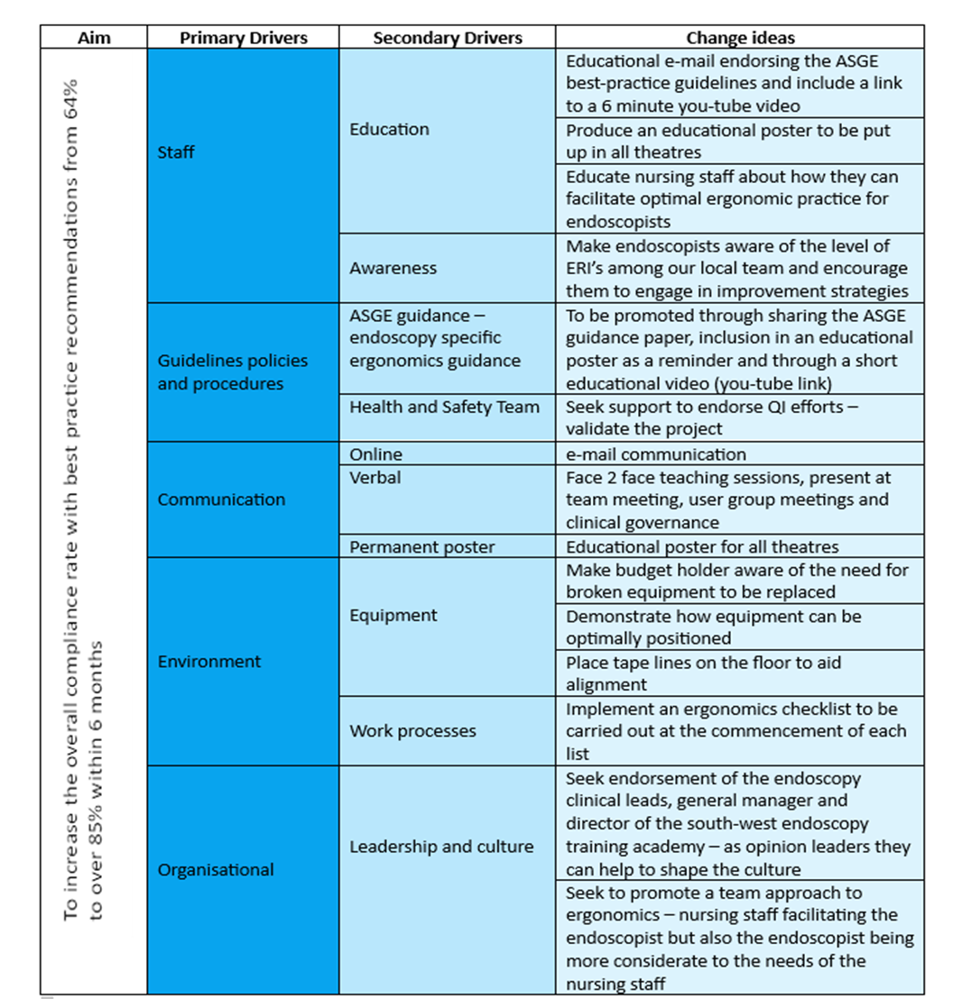 Aim
Primary Drivers
Secondary Drivers
Change ideas
To increase the overall compliance rate with best practice recommendations from 64%
to over 85% within 6 months
Staff
Education
Educational e-mail endorsing the ASGE
best-practice guidelines and include a link
to a 6 minute you-tube video
Produce an educational poster to be put
up in all theatres
Educate nursing staff about how they can
facilitate optimal ergonomic practice for
endoscopists
Awareness
Make endoscopists aware of the level of
ERI's among our local team and encourage
them to engage in improvement strategies
Guidelines policies
and procedures
ASGE guidance –
endoscopy specific
ergonomics guidance
To be promoted through sharing the ASGE
guidance paper, inclusion in an educational
poster as a reminder and through a short
educational video (you-tube link)
Health and Safety Team
Seek support to endorse QI efforts –
validate the project
Communication
Online
e-mail communication
Verbal
Face 2 face teaching sessions, present at
team meeting, user group meetings and
clinical governance
Permanent poster
Educational poster for all theatres
Environment
Equipment
Make budget holder aware of the need for
broken equipment to be replaced
Demonstrate how equipment can be
optimally positioned
Place tape lines on the floor to aid
alignment
Work processes
Implement an ergonomics checklist to be
carried out at the commencement of each
list
Organisational
Leadership and culture
Seek endorsement of the endoscopy
clinical leads, general manager and
director of the south-west endoscopy
training academy – as opinion leaders they
can help to shape the culture
Seek to promote a team approach to
ergonomics – nursing staff facilitating the
endoscopist but also the endoscopist being
more considerate to the needs of the
nursing staff